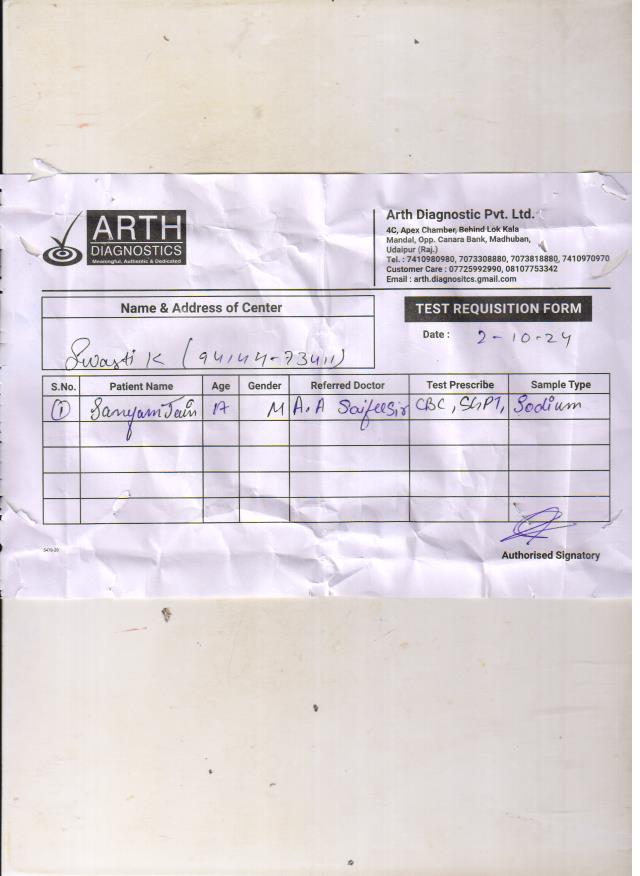 ARTH
DIAGNOSTICS
Meaningful, Authentic & Dedicated
Arth Diagnostic Pvt. Ltd.
4C, Apex Chamber, Behind Lok Kala
Mandal, Opp. Canara Bank, Madhuban,
Udaipur (Raj.)
Tel. : 7410980980, 7073308880, 7073818880, 7410970970
Customer Care : 07725992990, 08107753342
Email : arth.diagnositcs.gmail.com
Name & Address of Center
TEST REQUISITION FORM
Date : 2-10-24
Swasti K (94144-73411)
S.No. Patient Name Age Gender Referred Doctor Test Prescribe Sample Type
1 Sanyam Jain 17 M A.A Saifee Sir CBC, SGPT, Sodium
Authorised Signatory